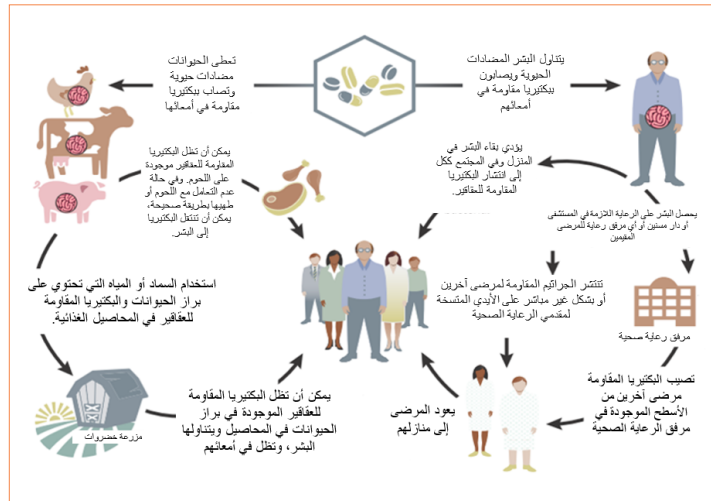 تعطى الحيوانات
مضادات حيوية
وتصاب ببكتيريا
مقاومة في أمعائها
يتناول البشر المضادات
الحيوية ويصابون
ببكتيريا مقاومة في
أمعائهم
يمكن أن تظل البكتيريا
المقاومة للعقاقير موجودة
على اللحوم. وفي حالة
عدم التعامل مع اللحوم أو
طهيها بطريقة صحيحة،
يمكن أن تنتقل البكتيريا
إلى البشر.
يؤدي بقاء البشر في
المنزل وفي المجتمع ككل
إلى انتشار البكتيريا
المقاومة للعقاقير.
يحصل البشر على الرعاية اللازمة في المستشفى
أو دار مسنين أو أي مرفق رعاية للمرضى
المقيمين
استخدام السماد أو المياه التي تحتوي على
براز الحيوانات والبكتيريا المقاومة
للعقاقير في المحاصيل الغذائية.
تنتشر الجراثيم المقاومة لمرضى آخرين
أو بشكل غير مباشر على الأيدي المتسخة
لمقدمي الرعاية الصحية
مرفق رعاية صحية
مزرعة خضروات
يمكن أن تظل البكتيريا المقاومة
للعقاقير الموجودة في براز
الحيوانات في المحاصيل ويتناولها
البشر، وتظل في أمعائهم
يعود المرضى
إلى منازلهم
تصيب البكتيريا المقاومة
مرضى آخرين من
الأسطح الموجودة في
مرفق الرعاية الصحية